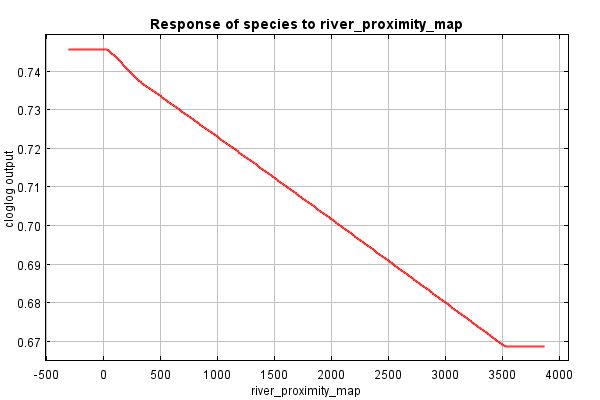 Response of species to river_proximity_map
cloglog output
0.74
0.73
0.72
0.71
0.70
0.69
0.68
0.67
-500 0 500 1000 1500 2000 2500 3000 3500 4000
river_proximity_map